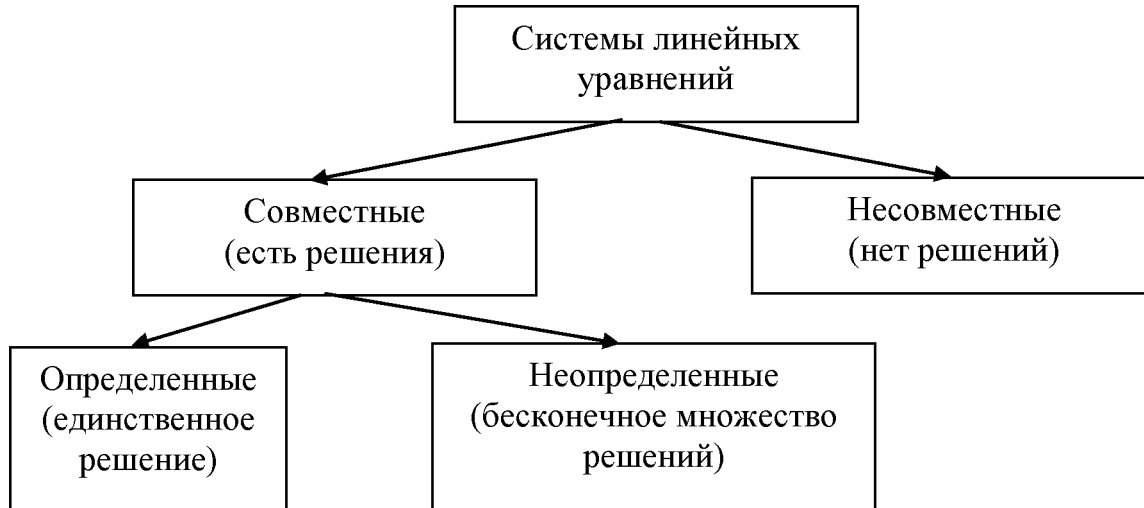 Системы линейных
уравнений
Совместные
(есть решения)
Несовместные
(нет решений)
Определенные
(единственное
решение)
Неопределенные
(бесконечное множество
решений)